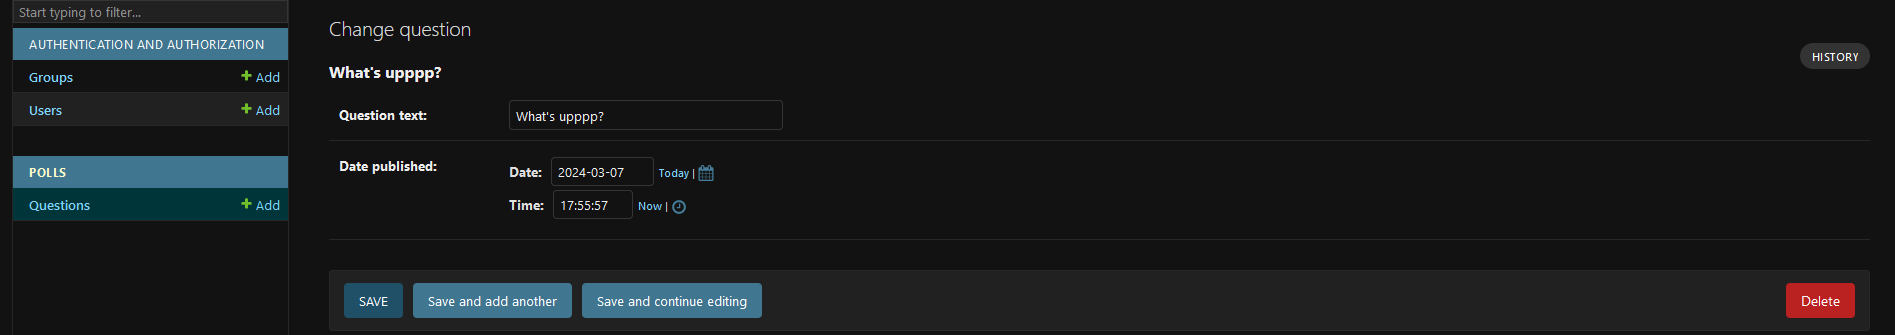 Start typing to filter...
AUTHENTICATION AND AUTHORIZATION
Groups Add
Users Add
POLLS
Questions Add
Change question
HISTORY
What's upppp?
Question text: What's upppp?
Date published: Date: 2024-03-07 Today |
Time: 17:55:57 Now |
SAVE Save and add another Save and continue editing Delete